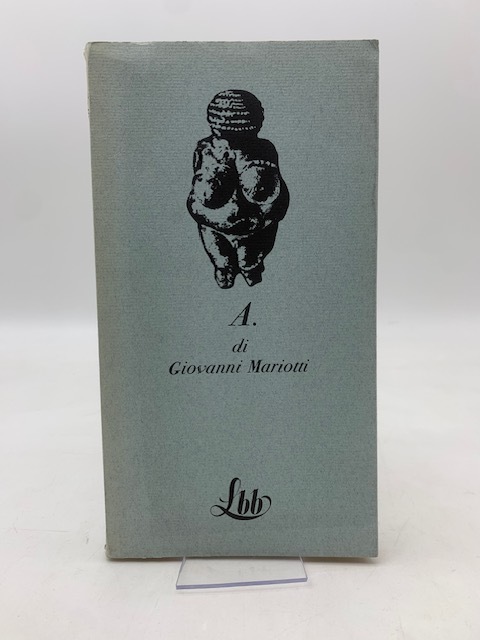 A.
di
Giovanni Mariotti
Lbb